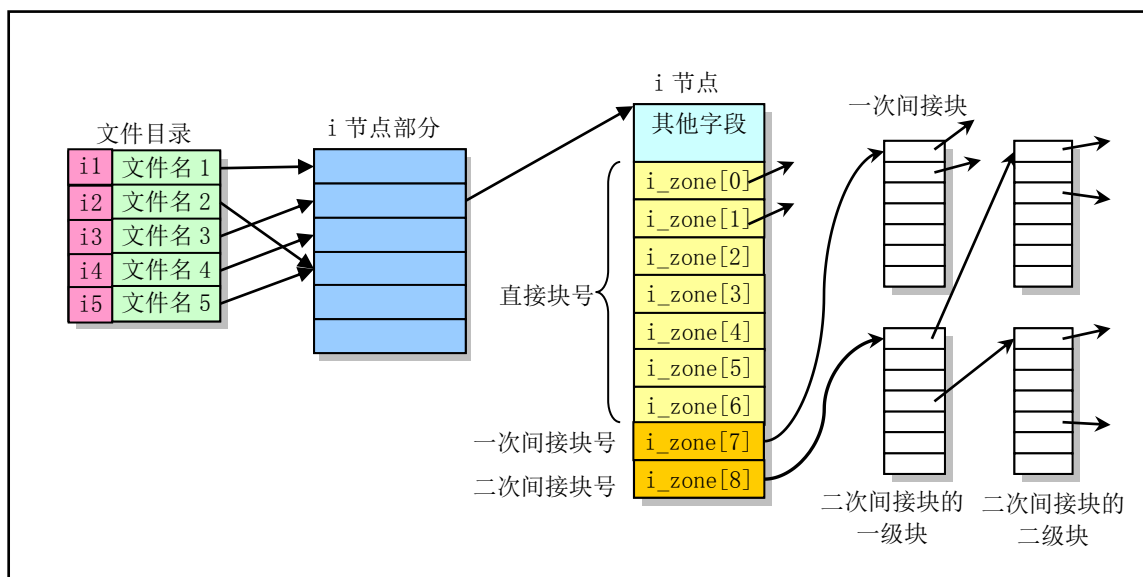 文件目录
i1 文件名 1
i2 文件名 2
i3 文件名 3
i4 文件名 4
i5 文件名 5
i 节点部分
i 节点
其他字段
i_zone[0]
i_zone[1]
i_zone[2]
i_zone[3]
i_zone[4]
i_zone[5]
i_zone[6]
i_zone[7]
i_zone[8]
直接块号
一次间接块号
二次间接块号
一次间接块
二次间接块的
一级块
二次间接块的
二级块